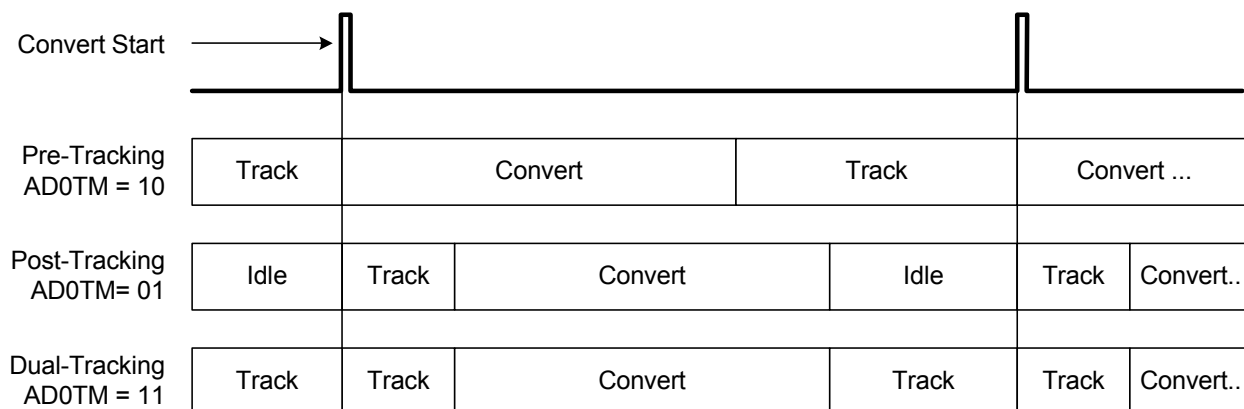 Convert Start
Pre-Tracking
AD0TM = 10
Track
Convert
Track
Convert ...
Post-Tracking
AD0TM= 01
Idle
Track
Convert
Idle
Track
Convert..
Dual-Tracking
AD0TM = 11
Track
Track
Convert
Track
Track
Convert..